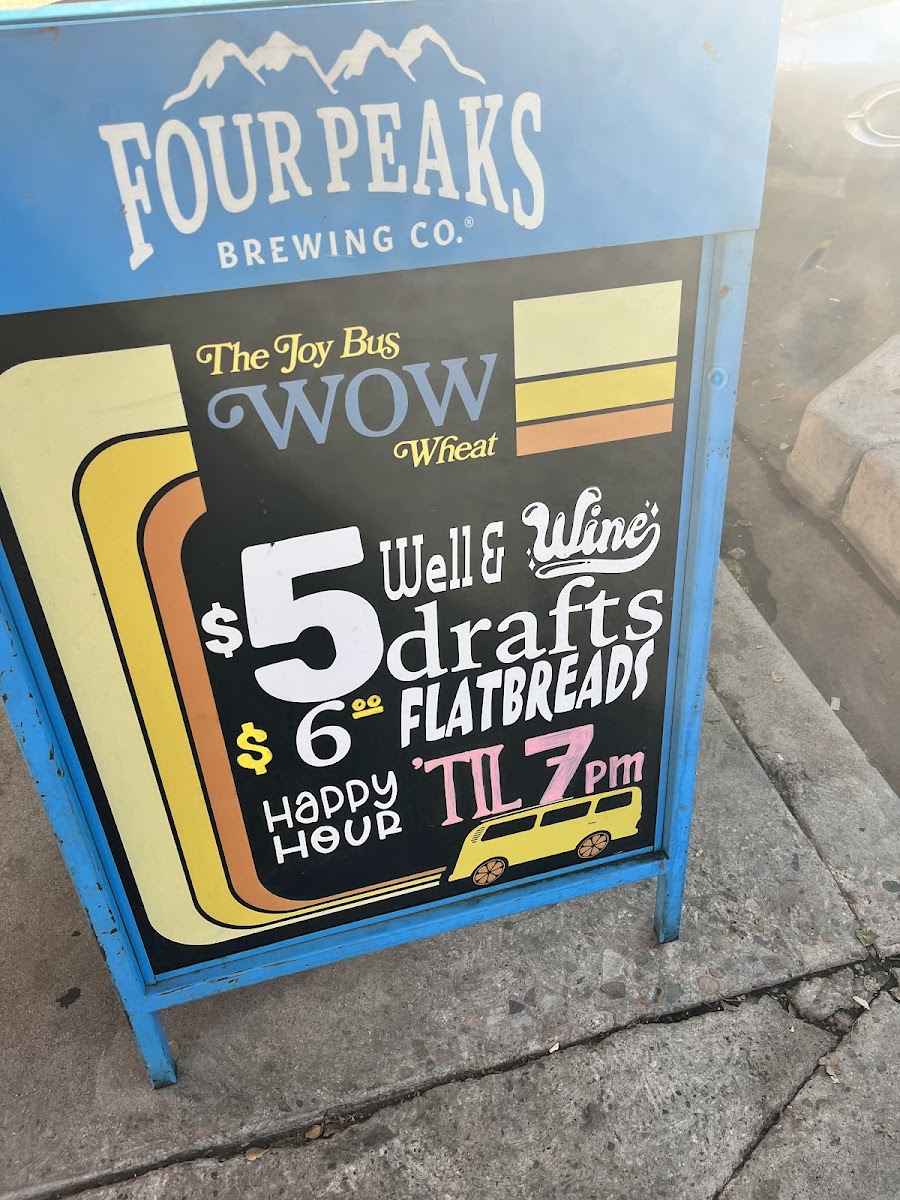 FOUR PEAKS
BREWING CO.®
The Joy Bus
WOW
Wheat
$5 Well & Wine
drafts
$6.00 FLATBREADS
HAPPY HOUR 'TIL 7pm